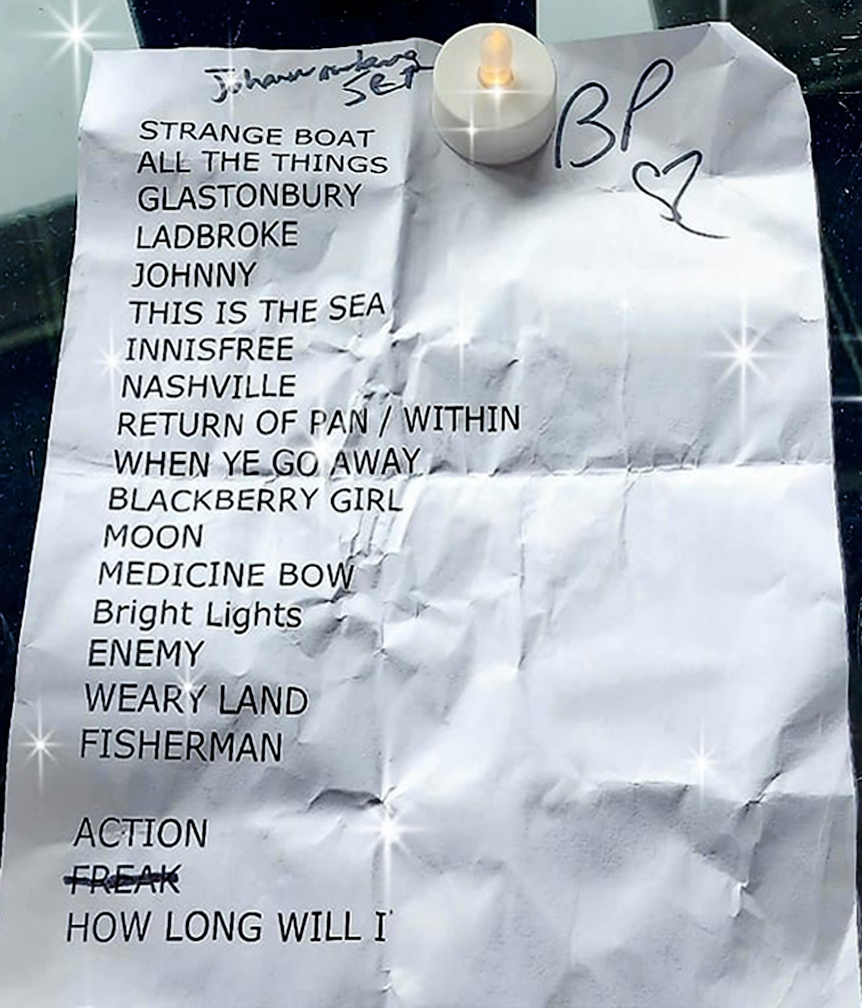 SET
BP
STRANGE BOAT
ALL THE THINGS
GLASTONBURY
LADBROKE
JOHNNY
THIS IS THE SEA
INNISFREE
NASHVILLE
RETURN OF PAN / WITHIN
WHEN YE GO AWAY
BLACKBERRY GIRL
MOON
MEDICINE BOW
Bright Lights
ENEMY
WEARY LAND
FISHERMAN
ACTION
FREAK
HOW LONG WILL I